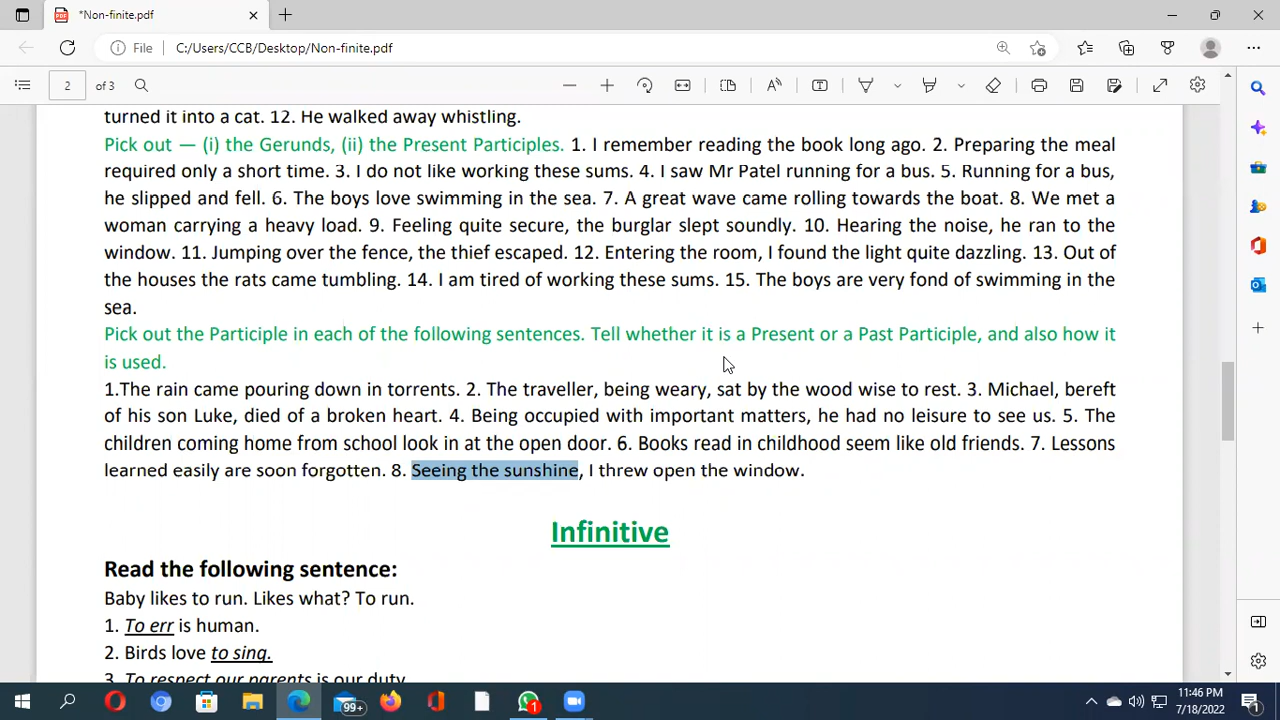 *Non-finite.pdf
File C:/Users/CCB/Desktop/Non-finite.pdf
2 of 3
turned it into a cat. 12. He walked away whistling.
Pick out — (i) the Gerunds, (ii) the Present Participles. 1. I remember reading the book long ago. 2. Preparing the meal
required only a short time. 3. I do not like working these sums. 4. I saw Mr Patel running for a bus. 5. Running for a bus,
he slipped and fell. 6. The boys love swimming in the sea. 7. A great wave came rolling towards the boat. 8. We met a
woman carrying a heavy load. 9. Feeling quite secure, the burglar slept soundly. 10. Hearing the noise, he ran to the
window. 11. Jumping over the fence, the thief escaped. 12. Entering the room, I found the light quite dazzling. 13. Out of
the houses the rats came tumbling. 14. I am tired of working these sums. 15. The boys are very fond of swimming in the
sea.
Pick out the Participle in each of the following sentences. Tell whether it is a Present or a Past Participle, and also how it
is used.
1.The rain came pouring down in torrents. 2. The traveller, being weary, sat by the wood wise to rest. 3. Michael, bereft
of his son Luke, died of a broken heart. 4. Being occupied with important matters, he had no leisure to see us. 5. The
children coming home from school look in at the open door. 6. Books read in childhood seem like old friends. 7. Lessons
learned easily are soon forgotten. 8. Seeing the sunshine, I threw open the window.
Infinitive
Read the following sentence:
Baby likes to run. Likes what? To run.
1. To err is human.
2. Birds love to sing.
3. To respect our parents is our duty
99+
1
11:46 PM
7/18/2022
1